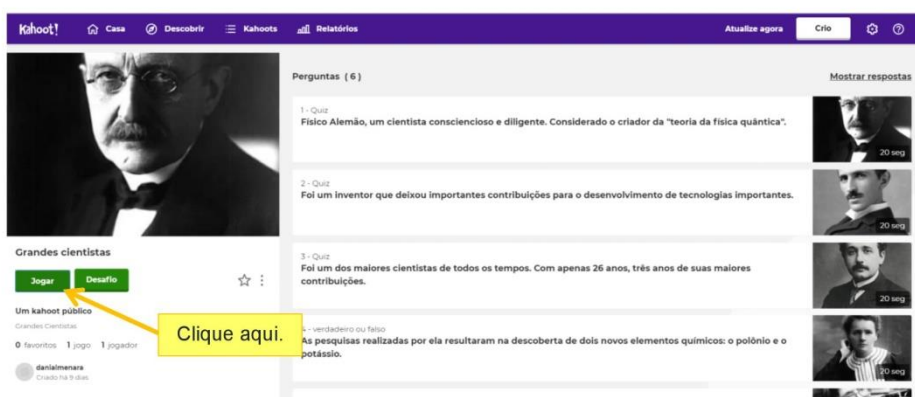 Kahoot! Casa Descobrir Kahoots Relatórios Atualize agora Crio
Perguntas (6) Mostrar respostas
1 - Quiz
Físico Alemão, um cientista consciencioso e diligente. Considerado o criador da "teoria da física quântica".
20 seg
2 - Quiz
Foi um inventor que deixou importantes contribuições para o desenvolvimento de tecnologias importantes.
20 seg
3 - Quiz
Foi um dos maiores cientistas de todos os tempos. Com apenas 26 anos, três anos de suas maiores
contribuições.
20 seg
4 - verdadeiro ou falso
As pesquisas realizadas por ela resultaram na descoberta de dois novos elementos químicos: o polônio e o
potássio.
20 seg
Grandes cientistas
Jogar Desafio
Um kahoot público
Grandes Cientistas
0 favoritos 1 jogo 1 jogador
danialmenara
Criado há 9 dias
Clique aqui.